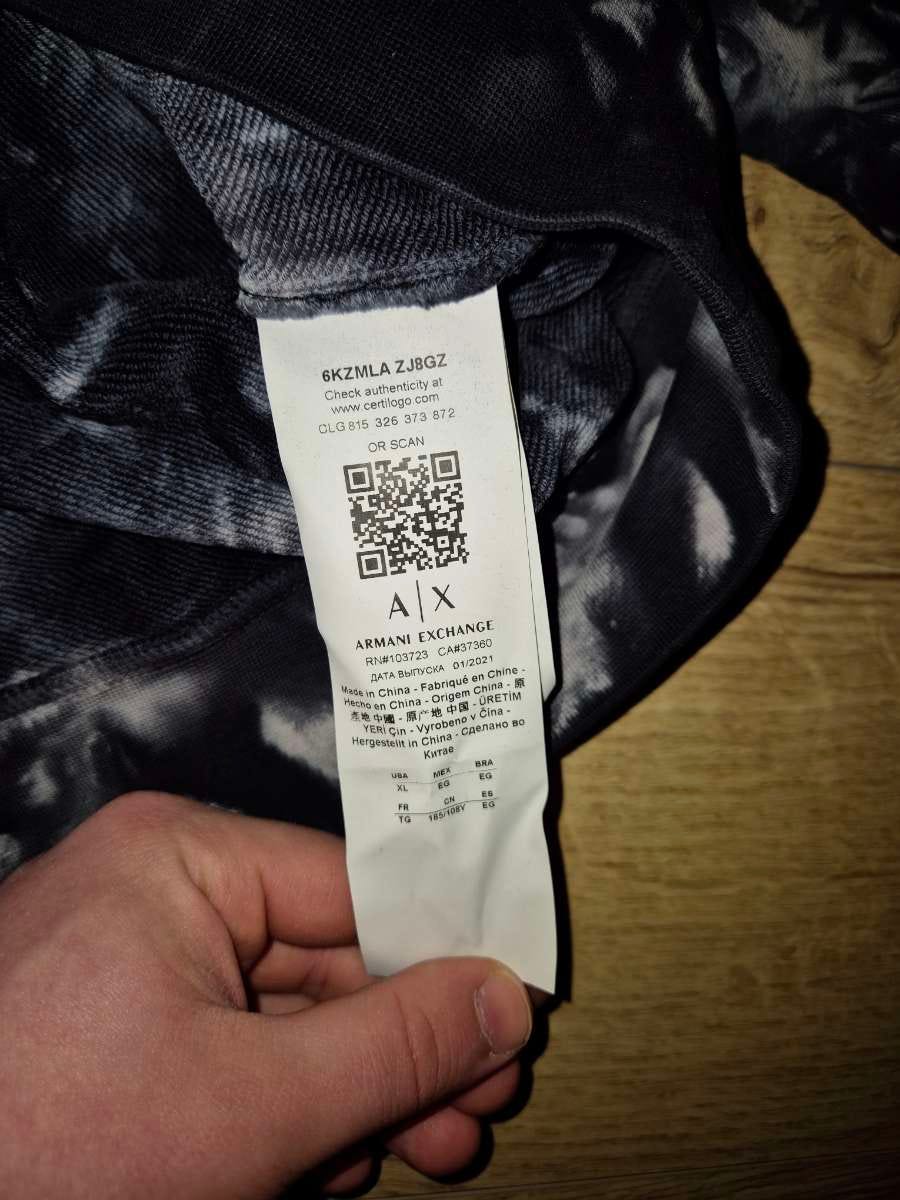 6KZMLA ZJ8GZ
Check authenticity at
www.certilogo.com
CLG 815 326 373 872
OR SCAN
A|X
ARMANI EXCHANGE
RN#103723 CA#37360
ДАТА ВЫПУСКА 01/2021
Made in China - Fabriqué en Chine -
Hecho en China - Origem China - 原
產地 中國 - 原产地 中国 - ÜRETİM
YERİ Çin - Vyrobeno v Čína -
Hergestellt in China - Сделано во
Китае
USA MEX BRA
XL EG EG
FR CN ES
TG 185/108Y EG